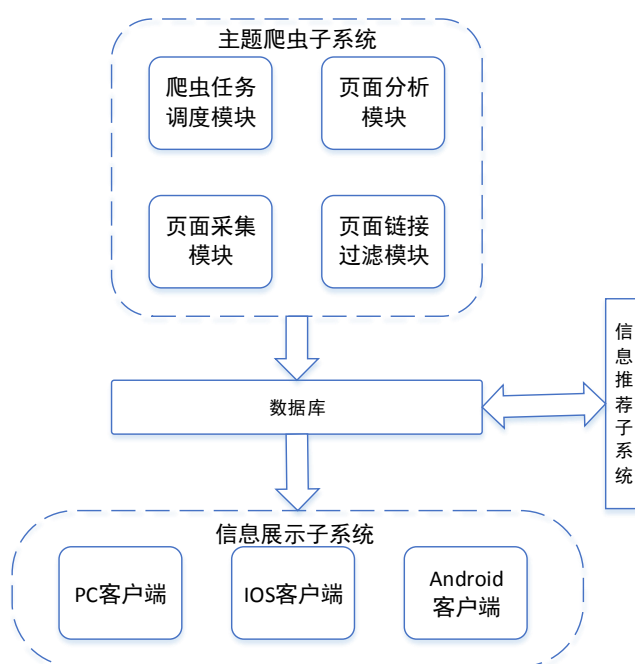 主题爬虫子系统
爬虫任务
调度模块
页面分析
模块
页面采集
模块
页面链接
过滤模块
信
息
推
荐
子
系
统
数据库
信息展示子系统
PC客户端
IOS客户端
Android
客户端